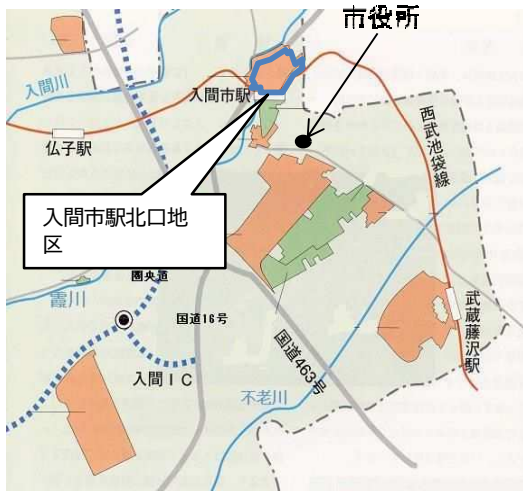 市役所
入間川
入間市駅
仏子駅
西武池袋線
入間市駅北口地
区
圏央道
霞川
国道16号
武蔵藤沢駅
入間IC
国道463号
不老川